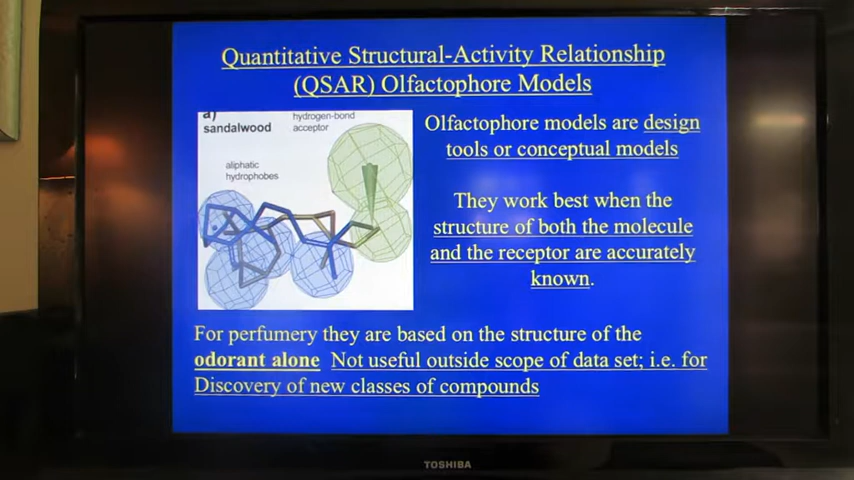 Quantitative Structural-Activity Relationship
(QSAR) Olfactophore Models
a)
sandalwood
hydrogen-bond
acceptor
aliphatic
hydrophobes
Olfactophore models are design
tools or conceptual models
They work best when the
structure of both the molecule
and the receptor are accurately
known.
For perfumery they are based on the structure of the
odorant alone Not useful outside scope of data set; i.e. for
Discovery of new classes of compounds
TOSHIBA